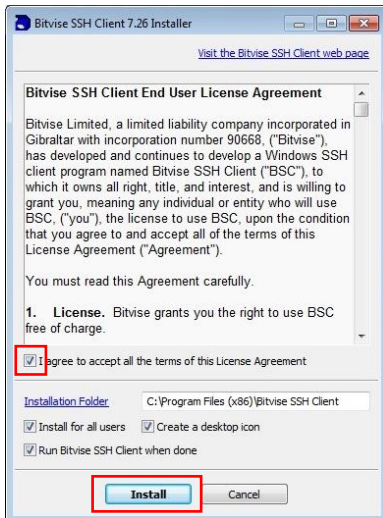 Bitvise SSH Client 7.26 Installer
Visit the Bitvise SSH Client web page
Bitvise SSH Client End User License Agreement
Bitvise Limited, a limited liability company incorporated in
Gibraltar with incorporation number 90668, ("Bitvise"),
has developed and continues to develop a Windows SSH
client program named Bitvise SSH Client ("BSC"), to
which it owns all right, title, and interest, and is willing to
grant you, meaning any individual or entity who will use
BSC, ("you"), the license to use BSC, upon the condition
that you agree to and accept all of the terms of this
License Agreement ("Agreement").
You must read this Agreement carefully.
1. License. Bitvise grants you the right to use BSC
free of charge.
I agree to accept all the terms of this License Agreement
Installation Folder C:\Program Files (x86)\Bitvise SSH Client
Install for all users Create a desktop icon
Run Bitvise SSH Client when done
Install Cancel